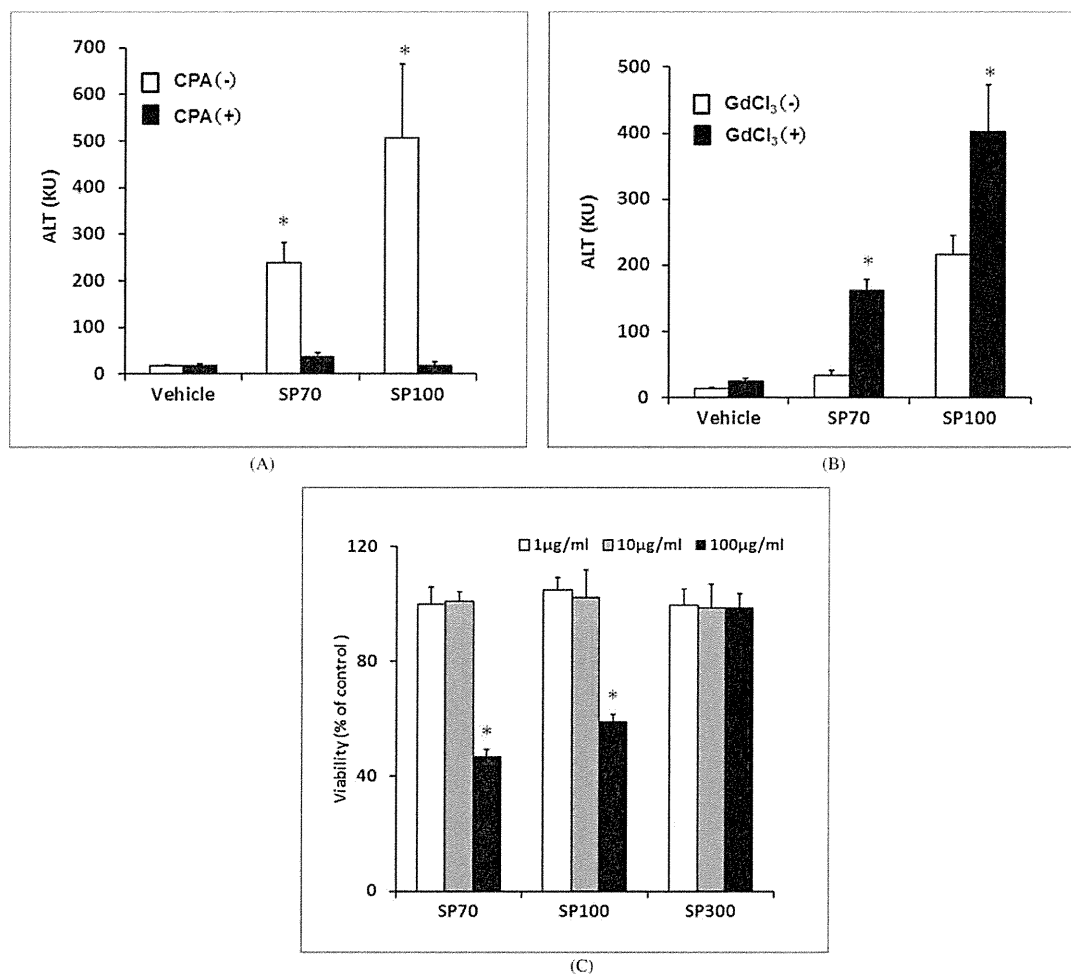 700
600
500
400
300
200
100
0
ALT (KU)
CPA(-)
CPA(+)
*
*
Vehicle
SP70
SP100
(A)
500
400
300
200
100
0
ALT (KU)
GdCl₃(-)
GdCl₃(+)
*
*
Vehicle
SP70
SP100
(B)
120
80
40
0
Viability (% of control)
1μg/ml 10μg/ml 100μg/ml
*
*
SP70
SP100
SP300
(C)